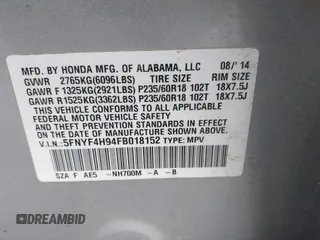 MFD. BY HONDA MFG. OF ALABAMA, LLC 08/'14
GVWR 2765KG(6096LBS) TIRE SIZE RIM SIZE
GAWR F 1325KG(2921LBS) P235/60R18 102T 18X7.5J
GAWR R1525KG(3362LBS) P235/60R18 102T 18X7.5J
THIS VEHICLE CONFORMS TO ALL APPLICABLE
FEDERAL MOTOR VEHICLE SAFETY STANDARDS
IN EFFECT ON THE DATE OF MANUFACTURE
SHOWN ABOVE.
V.I.N.: 5FNYF4H94FB018152 TYPE: MPV
SZA F AE5 -NH700M -A -B
DREAMBID